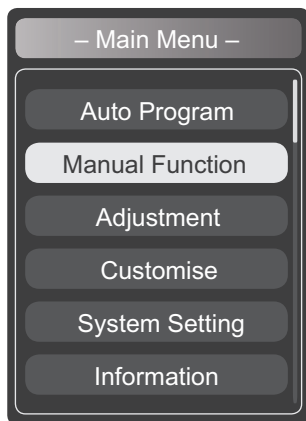 – Main Menu –
Auto Program
Manual Function
Adjustment
Customise
System Setting
Information